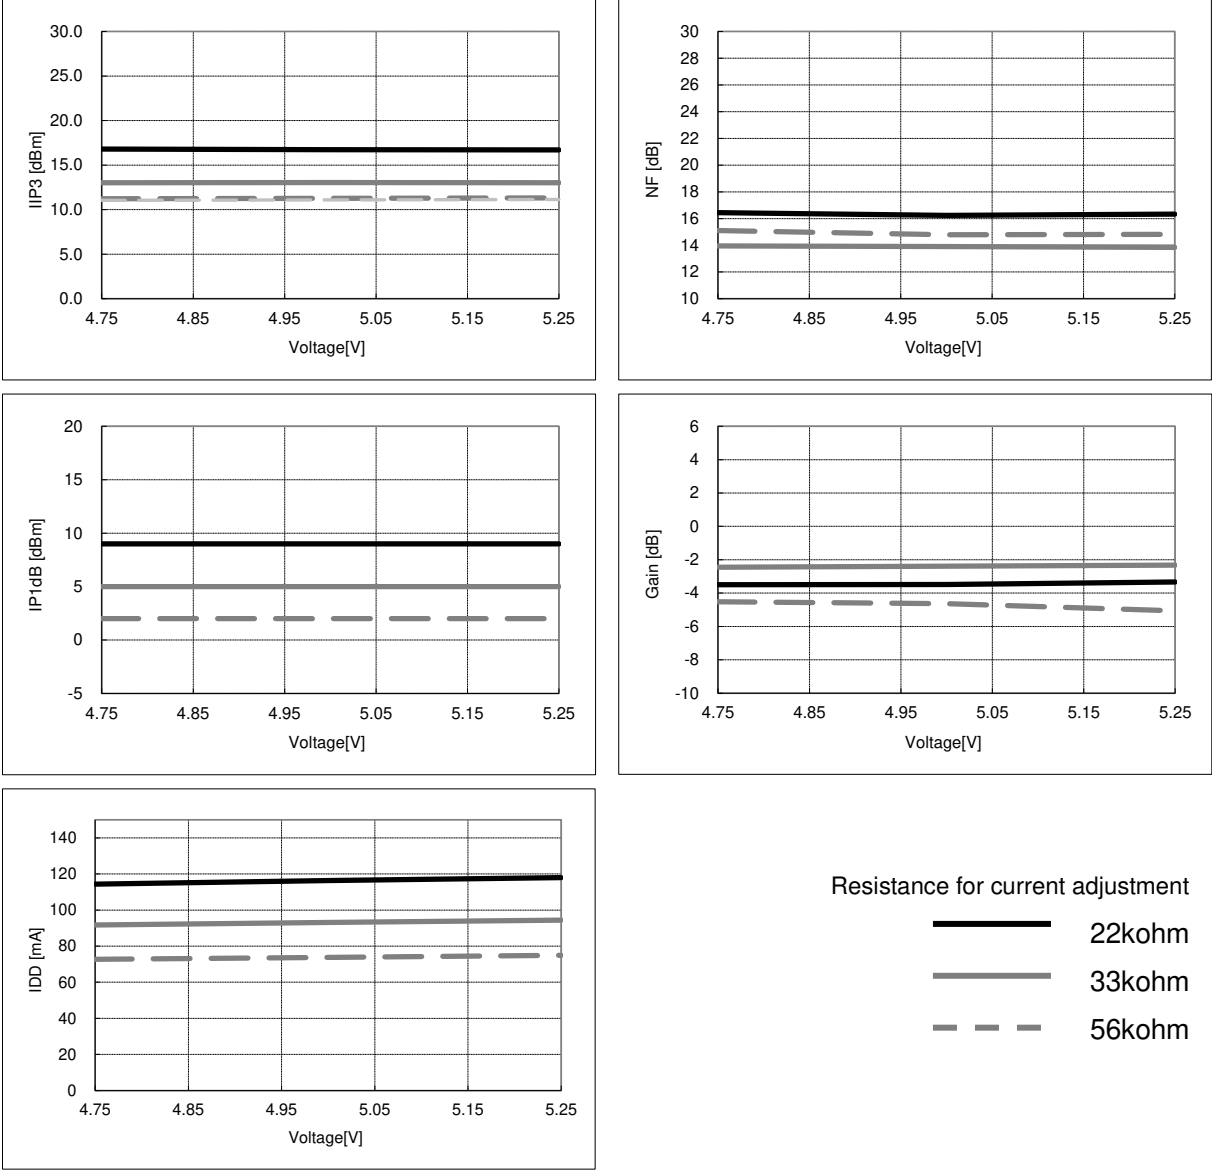 30.0
25.0
20.0
15.0
10.0
5.0
0.0
IIP3 [dBm]
4.75 4.85 4.95 5.05 5.15 5.25
Voltage[V]
30
28
26
24
22
20
18
16
14
12
10
NF [dB]
4.75 4.85 4.95 5.05 5.15 5.25
Voltage[V]
20
15
10
5
0
-5
IP1dB [dBm]
4.75 4.85 4.95 5.05 5.15 5.25
Voltage[V]
6
4
2
0
-2
-4
-6
-8
-10
Gain [dB]
4.75 4.85 4.95 5.05 5.15 5.25
Voltage[V]
140
120
100
80
60
40
20
0
IDD [mA]
4.75 4.85 4.95 5.05 5.15 5.25
Voltage[V]
Resistance for current adjustment
22kohm
33kohm
56kohm